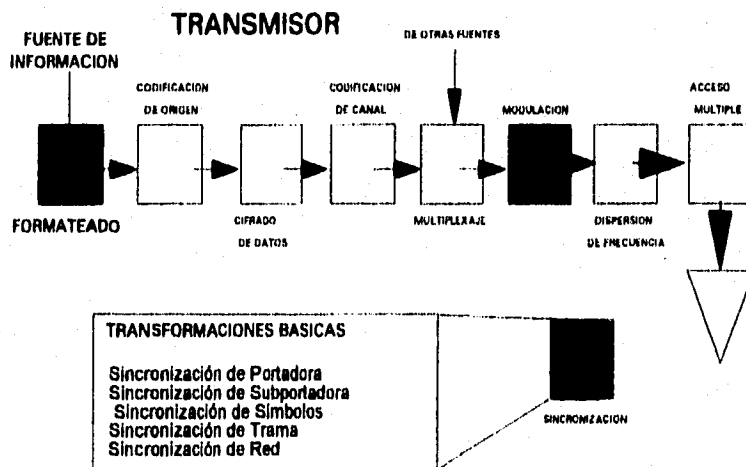 TRANSMISOR
FUENTE DE
INFORMACION
DE OTRAS FUENTES
CODIFICACION
DE ORIGEN
CODIFICACION
DE CANAL
MODULACION
ACCESO
MULTIPLE
FORMATEADO
CIFRADO
DE DATOS
MULTIPLEXAJE
DISPERSION
DE FRECUENCIA
TRANSFORMACIONES BASICAS
Sincronización de Portadora
Sincronización de Subportadora
Sincronización de Símbolos
Sincronización de Trama
Sincronización de Red
SINCRONIZACION